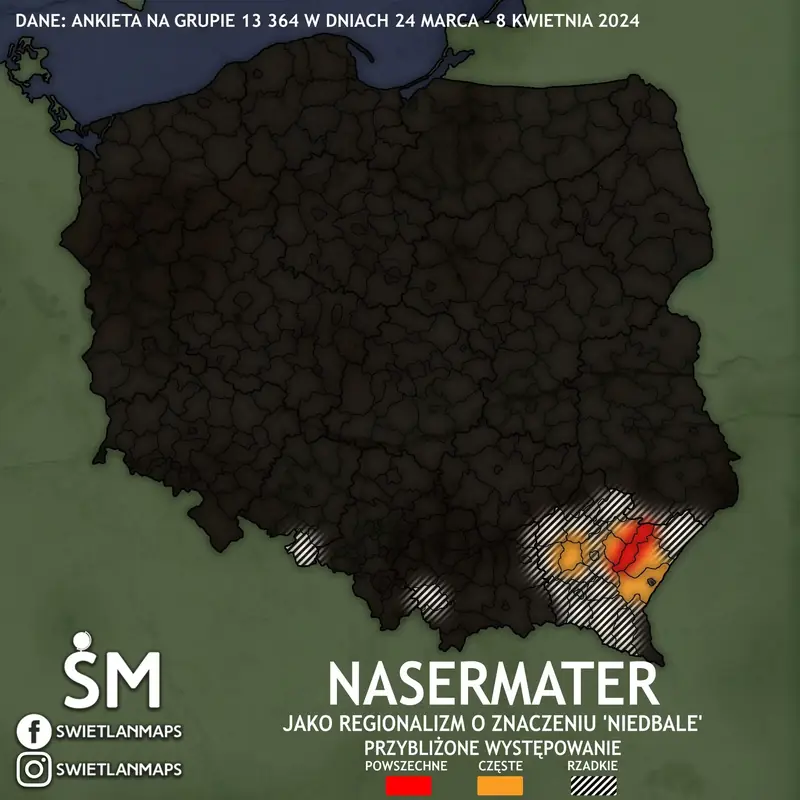 DANE: ANKIETA NA GRUPIE 13 364 W DNIACH 24 MARCA - 8 KWIETNIA 2024
ŚM
SWIETLANMAPS
SWIETLANMAPS
NASERMATER
JAKO REGIONALIZM O ZNACZENIU 'NIEDBALE'
PRZYBLIŻONE WYSTĘPOWANIE
POWSZECHNE CZĘSTE RZADKIE